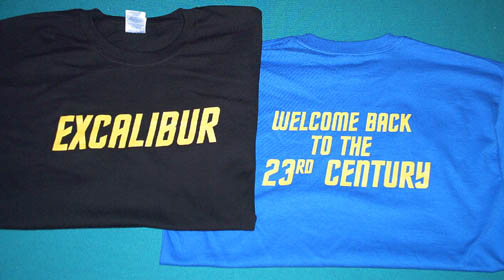 EXCALIBUR
WELCOME BACK
TO THE
23RD CENTURY